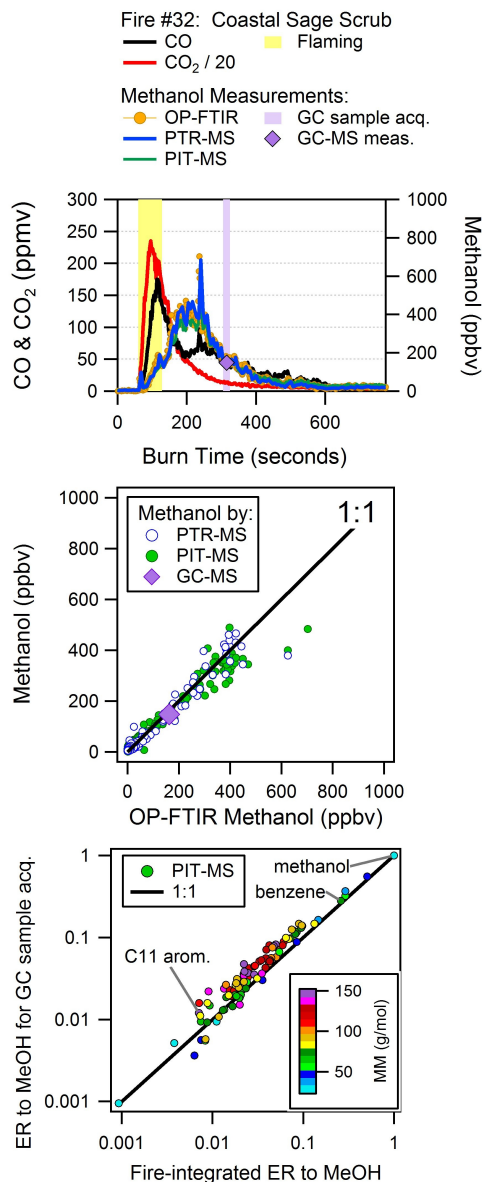 Fire #32: Coastal Sage Scrub
CO
Flaming
CO2 / 20
Methanol Measurements:
OP-FTIR
GC sample acq.
PTR-MS
GC-MS meas.
PIT-MS
CO & CO2 (ppmv)
300
250
200
150
100
50
0
1000
800
600
400
200
0
Methanol (ppbv)
0
200
400
600
Burn Time (seconds)
Methanol (ppbv)
1000
800
600
400
200
0
Methanol by:
PTR-MS
PIT-MS
GC-MS
1:1
0
200
400
600
800
1000
OP-FTIR Methanol (ppbv)
ER to MeOH for GC sample acq.
1
0.1
0.01
0.001
PIT-MS
1:1
methanol
benzene
C11 arom.
150
100
50
MM (g/mol)
0.001
0.01
0.1
1
Fire-integrated ER to MeOH